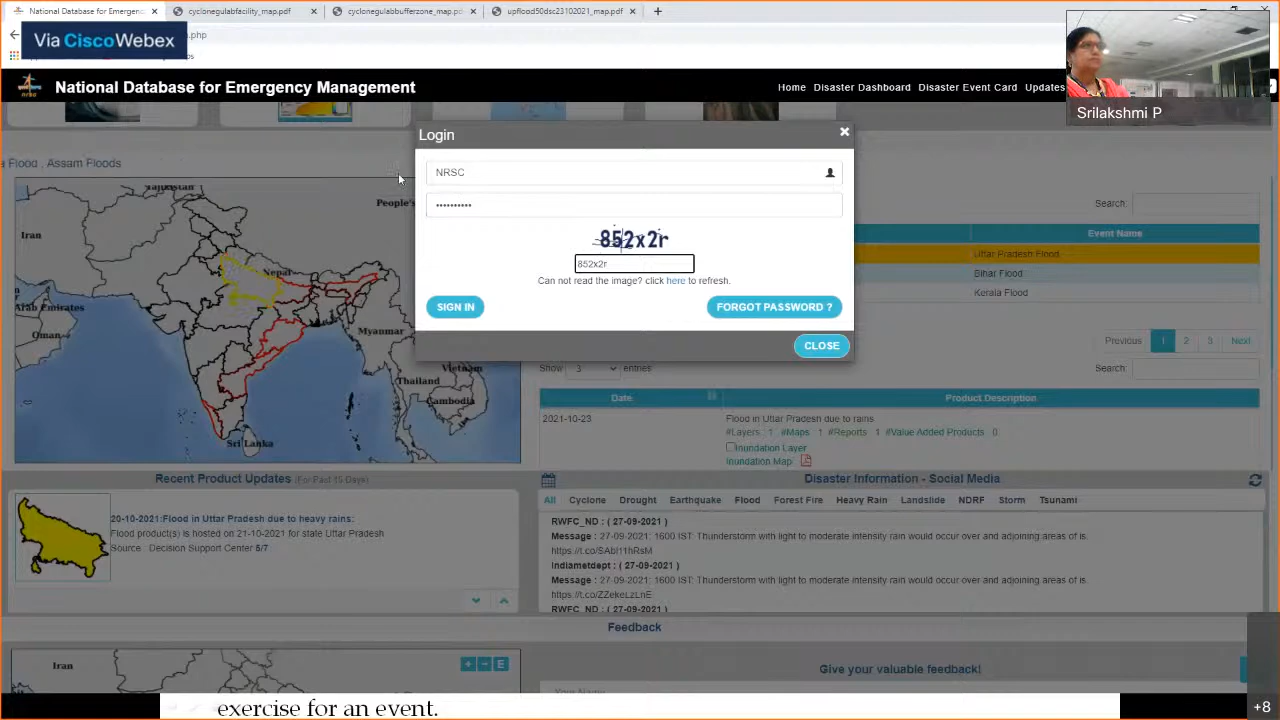 National Database for Emerge
cyclonegulabfacility_map.pdf
cyclonegulabbufferzone_map.pd
upflood50dsc23102021_map.pdf
Via CiscoWebex
.php
National Database for Emergency Management
Home Disaster Dashboard Disaster Event Card Updates
Srilakshmi P
Login
NRSC
852x2r
852x2r
Can not read the image? click here to refresh.
SIGN IN
FORGOT PASSWORD ?
CLOSE
Flood , Assam Floods
People's
Iran
Nepal
Arab Emirates
Oman
Myanmar
Thailand
Vietnam
Cambodia
Sri Lanka
Search:
Event Name
Uttar Pradesh Flood
Bihar Flood
Kerala Flood
Previous 1 2 3 Next
Show 3 entries
Search:
Date Product Description
2021-10-23 Flood in Uttar Pradesh due to rains
#Layers : 1 #Maps 1 #Reports 1 #Value Added Products 0
Inundation Layer
Inundation Map
Recent Product Updates (For Past 15 Days)
20-10-2021:Flood in Uttar Pradesh due to heavy rains:
Flood product(s) is hosted on 21-10-2021 for state Uttar Pradesh
Source Decision Support Center 5/7
Disaster Information - Social Media
All Cyclone Drought Earthquake Flood Forest Fire Heavy Rain Landslide NDRF Storm Tsunami
RWFC_ND : ( 27-09-2021 )
Message : 27-09-2021: 1600 IST: Thunderstorm with light to moderate intensity rain would occur over and adjoining areas of is.
https://t.co/SAbI11hRsM
Indiametdept : ( 27-09-2021 )
Message : 27-09-2021: 1600 IST: Thunderstorm with light to moderate intensity rain would occur over and adjoining areas of is.
https://t.co/ZZekeLzLnE
RWFC_ND : ( 27-09-2021 )
Feedback
Iran
+ − E
Give your valuable feedback!
Your Name
exercise for an event.
+8